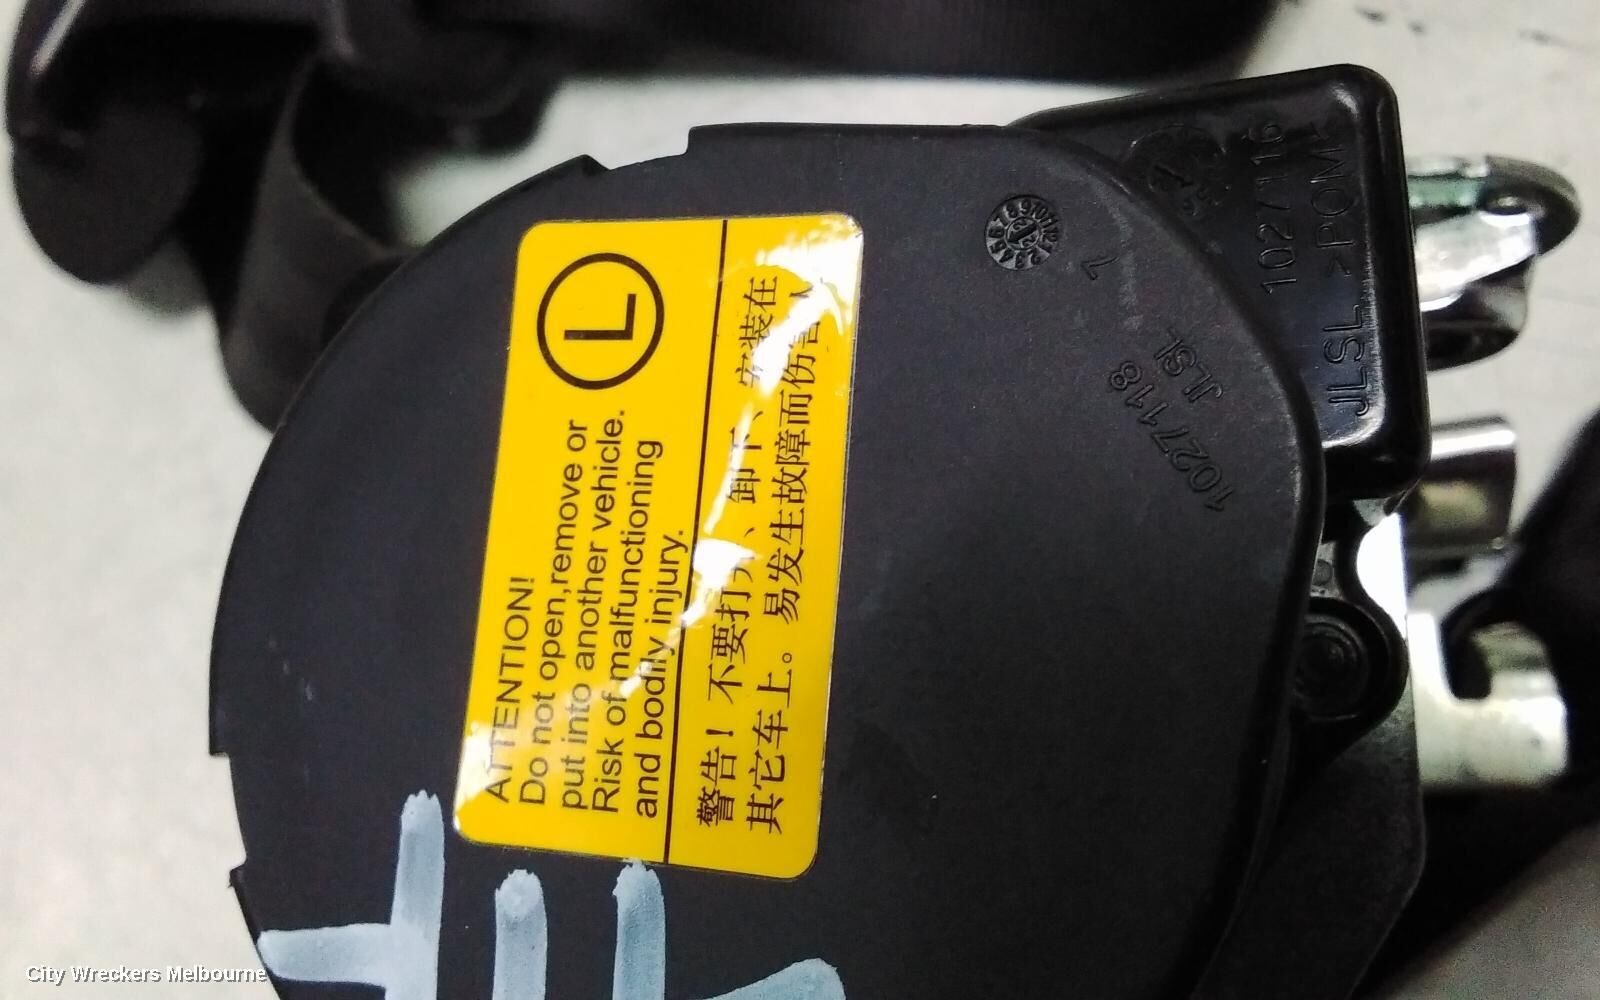 L
ATTENTION!
Do not open,remove or
put into another vehicle.
Risk of malfunctioning
and bodily injury.
警告！不要打开、卸下、安装在
其它车上。易发生故障而伤害人
1027118
JLSL
1027116
JLSL >POM<
City Wreckers Melbourne